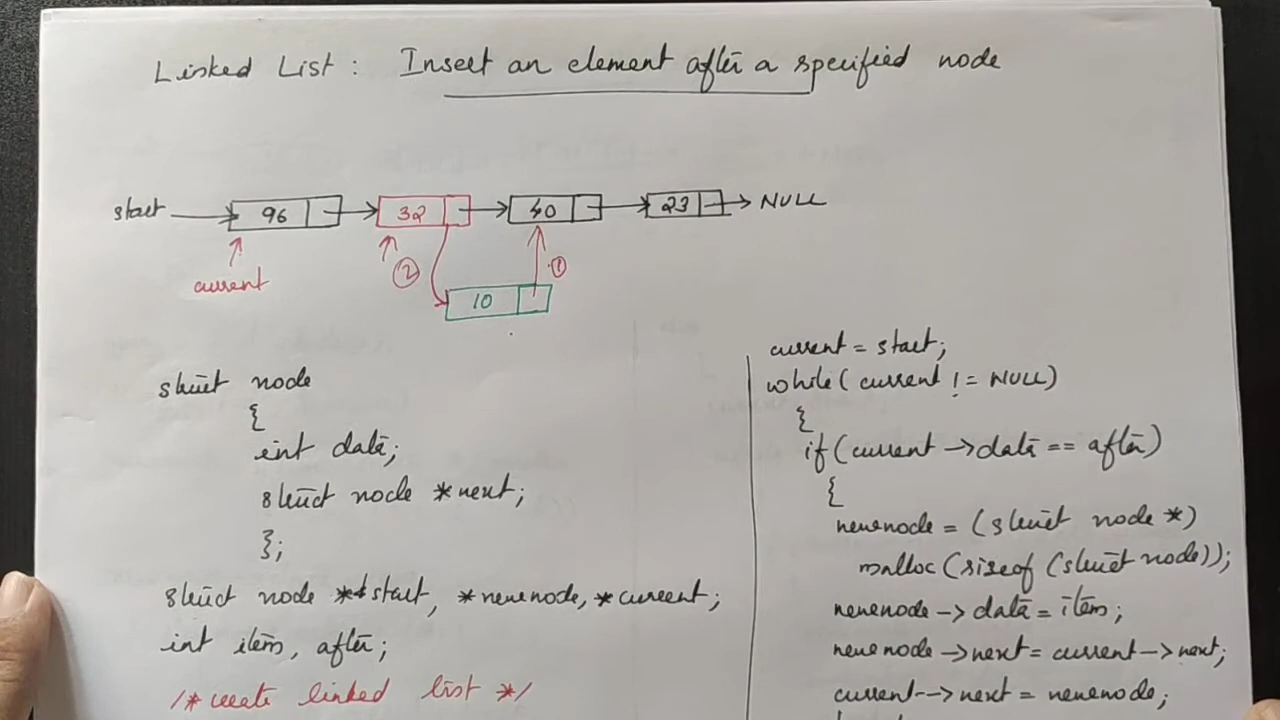 Linked List : Insert an element after a specified node
start 96 32 40 23 NULL
current 2 1
10
struct node
{
int data;
struct node *next;
};
struct node *start, *newnode, *current;
int item, after;
/* create linked list */
current = start;
while( current != NULL)
{
if( current ->data == after)
{
newnode = (struct node *)
malloc (sizeof (struct node));
newnode -> data = item;
newnode ->next = current ->next;
current ->next = newnode;